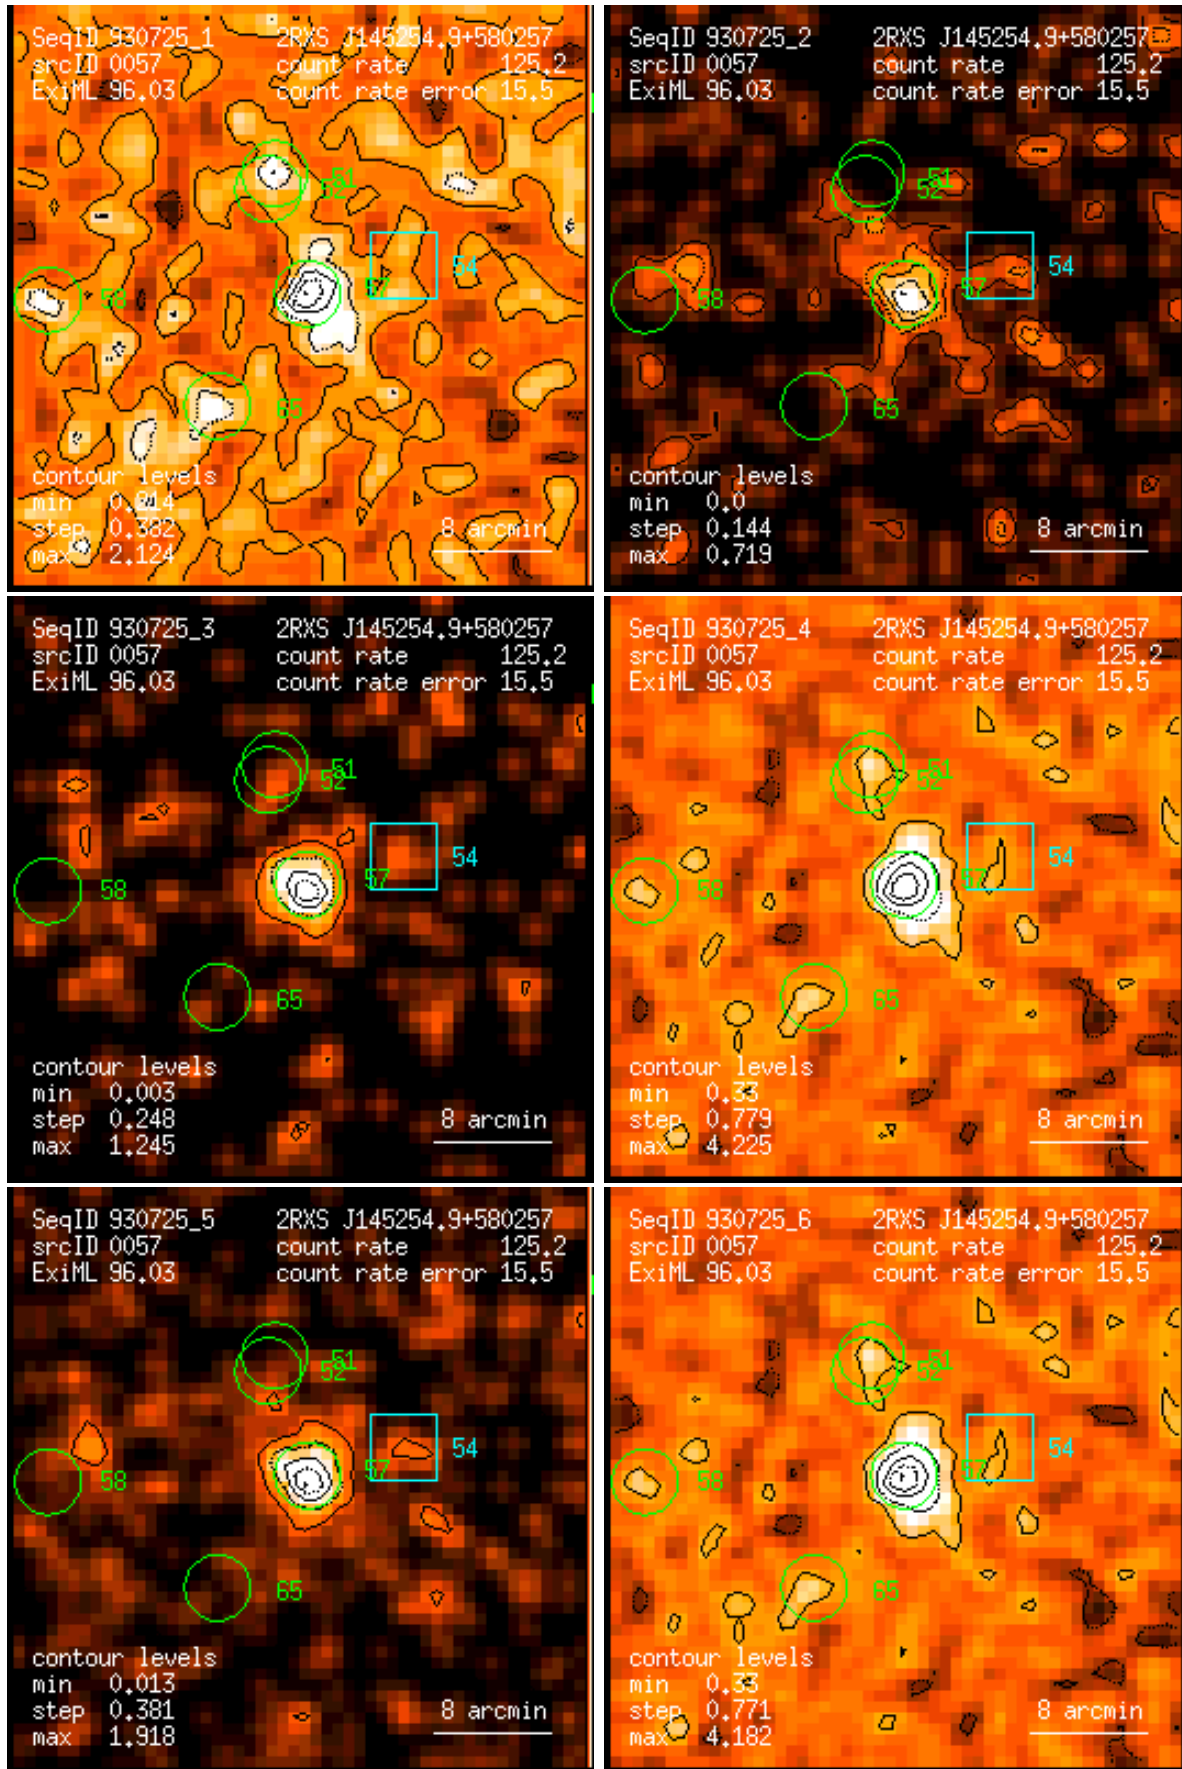 SeqID 930725_1 2RXS J145254.9+580257
srcID 0057 count rate 125.2
ExiML 96.03 count rate error 15.5
51
52
54
57
58
65
contour levels
min 0.014
step 0.382
max 2.124
8 arcmin
SeqID 930725_2 2RXS J145254.9+580257
srcID 0057 count rate 125.2
ExiML 96.03 count rate error 15.5
51
52
54
57
58
65
contour levels
min 0.0
step 0.144
max 0.719
8 arcmin
SeqID 930725_3 2RXS J145254.9+580257
srcID 0057 count rate 125.2
ExiML 96.03 count rate error 15.5
51
52
54
57
58
65
contour levels
min 0.003
step 0.248
max 1.245
8 arcmin
SeqID 930725_4 2RXS J145254.9+580257
srcID 0057 count rate 125.2
ExiML 96.03 count rate error 15.5
51
52
54
57
58
65
contour levels
min 0.33
step 0.779
max 4.225
8 arcmin
SeqID 930725_5 2RXS J145254.9+580257
srcID 0057 count rate 125.2
ExiML 96.03 count rate error 15.5
51
52
54
57
58
65
contour levels
min 0.013
step 0.381
max 1.918
8 arcmin
SeqID 930725_6 2RXS J145254.9+580257
srcID 0057 count rate 125.2
ExiML 96.03 count rate error 15.5
51
52
54
57
58
65
contour levels
min 0.33
step 0.771
max 4.182
8 arcmin